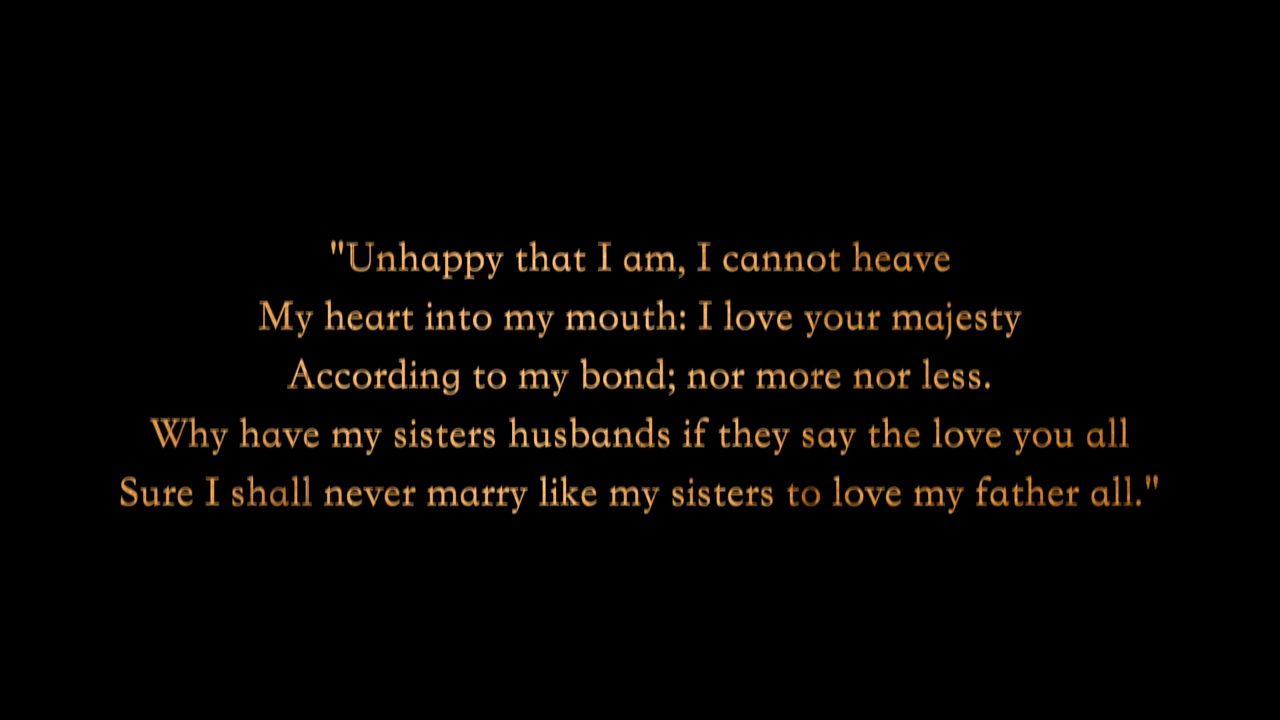 "Unhappy that I am, I cannot heave
My heart into my mouth: I love your majesty
According to my bond; nor more nor less.
Why have my sisters husbands if they say the love you all
Sure I shall never marry like my sisters to love my father all."